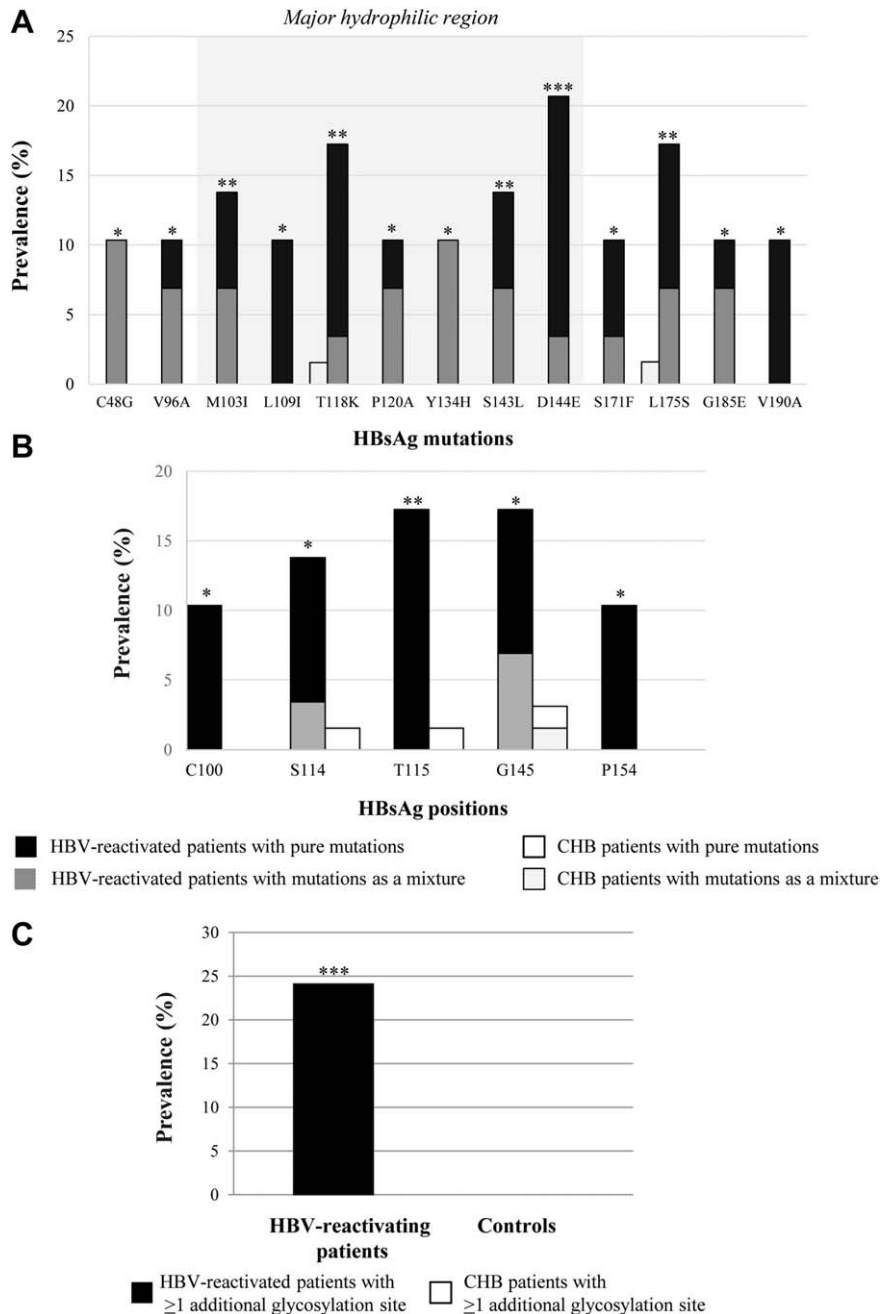 A
Major hydrophilic region
25
20
15
10
5
0
Prevalence (%)
* * ** * ** * * ** *** * ** * *
C48G V96A M103I L109I T118K P120A Y134H S143L D144E S171F L175S G185E V190A
HBsAg mutations
B
20
15
10
5
0
Prevalence (%)
* * ** * *
C100 S114 T115 G145 P154
HBsAg positions
HBV-reactivated patients with pure mutations
CHB patients with pure mutations
HBV-reactivated patients with mutations as a mixture
CHB patients with mutations as a mixture
C
30
25
20
15
10
5
0
Prevalence (%)
***
HBV-reactivating
patients
Controls
HBV-reactivated patients with
≥1 additional glycosylation site
CHB patients with
≥1 additional glycosylation site